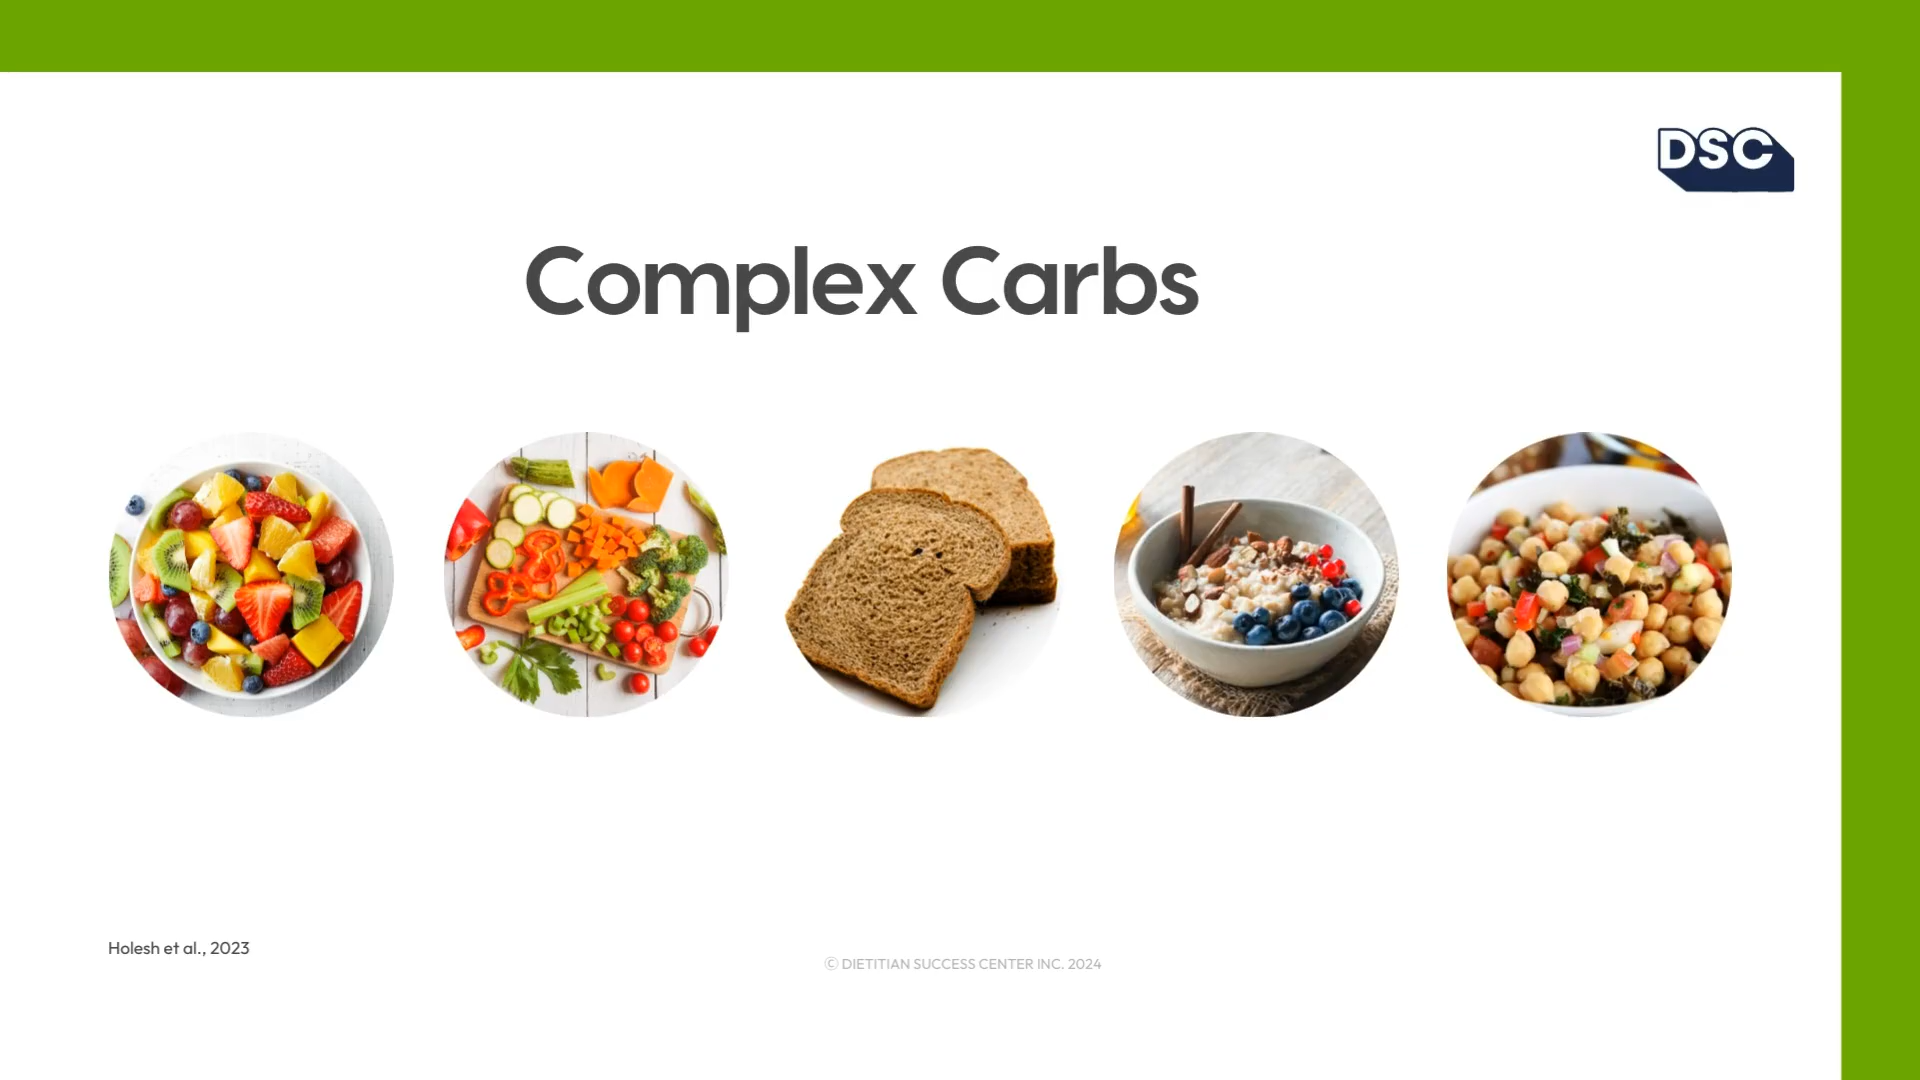 DSC
Complex Carbs
Holesh et al., 2023
© DIETITIAN SUCCESS CENTER INC. 2024